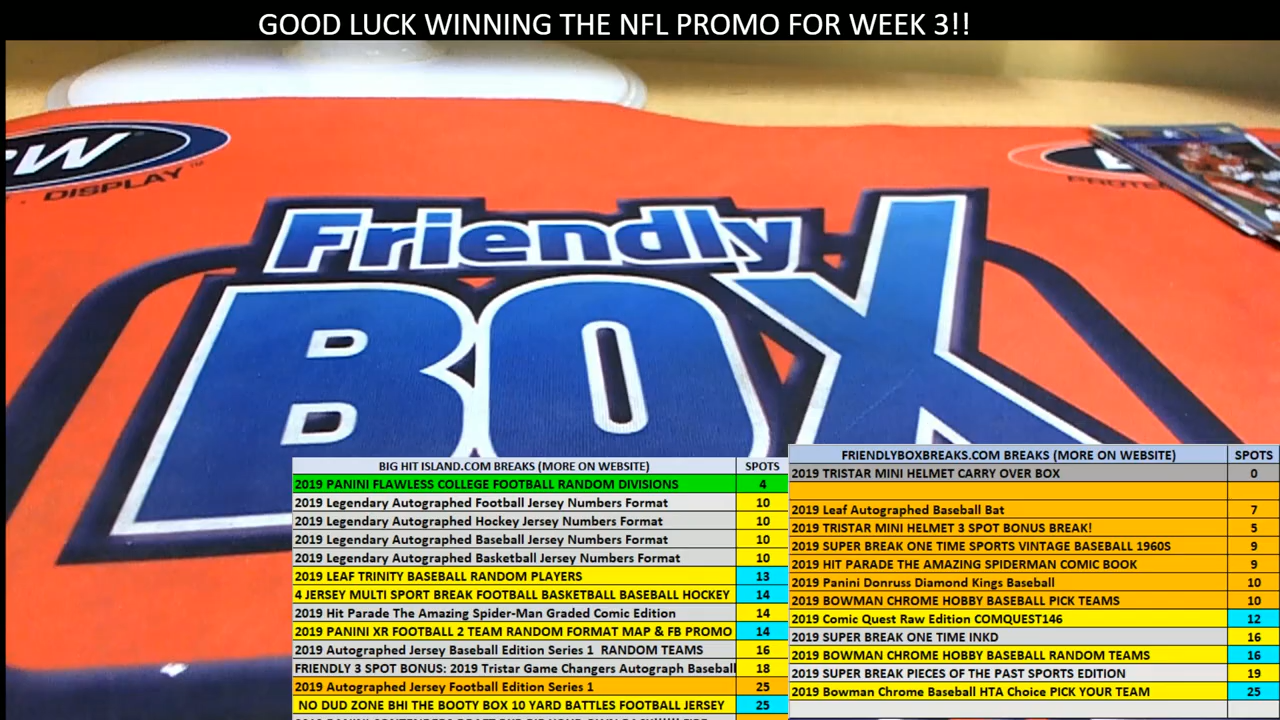 GOOD LUCK WINNING THE NFL PROMO FOR WEEK 3!!
W
DISPLAY™
PROTE
Friendly
BOX
BIG HIT ISLAND.COM BREAKS (MORE ON WEBSITE) SPOTS
2019 PANINI FLAWLESS COLLEGE FOOTBALL RANDOM DIVISIONS 4
2019 Legendary Autographed Football Jersey Numbers Format 10
2019 Legendary Autographed Hockey Jersey Numbers Format 10
2019 Legendary Autographed Baseball Jersey Numbers Format 10
2019 Legendary Autographed Basketball Jersey Numbers Format 10
2019 LEAF TRINITY BASEBALL RANDOM PLAYERS 13
4 JERSEY MULTI SPORT BREAK FOOTBALL BASKETBALL BASEBALL HOCKEY 14
2019 Hit Parade The Amazing Spider-Man Graded Comic Edition 14
2019 PANINI XR FOOTBALL 2 TEAM RANDOM FORMAT MAP & FB PROMO 14
2019 Autographed Jersey Baseball Edition Series 1 RANDOM TEAMS 16
FRIENDLY 3 SPOT BONUS: 2019 Tristar Game Changers Autograph Baseball 18
2019 Autographed Jersey Football Edition Series 1 25
NO DUD ZONE BHI THE BOOTY BOX 10 YARD BATTLES FOOTBALL JERSEY 25
FRIENDLYBOXBREAKS.COM BREAKS (MORE ON WEBSITE) SPOTS
2019 TRISTAR MINI HELMET CARRY OVER BOX 0
2019 Leaf Autographed Baseball Bat 7
2019 TRISTAR MINI HELMET 3 SPOT BONUS BREAK! 5
2019 SUPER BREAK ONE TIME SPORTS VINTAGE BASEBALL 1960S 9
2019 HIT PARADE THE AMAZING SPIDERMAN COMIC BOOK 9
2019 Panini Donruss Diamond Kings Baseball 10
2019 BOWMAN CHROME HOBBY BASEBALL PICK TEAMS 10
2019 Comic Quest Raw Edition COMQUEST146 12
2019 SUPER BREAK ONE TIME INKD 16
2019 BOWMAN CHROME HOBBY BASEBALL RANDOM TEAMS 16
2019 SUPER BREAK PIECES OF THE PAST SPORTS EDITION 19
2019 Bowman Chrome Baseball HTA Choice PICK YOUR TEAM 25